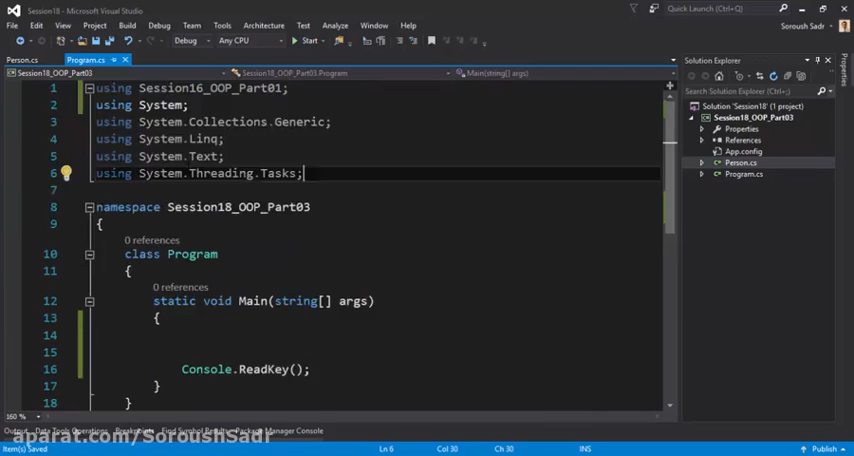 Session18 - Microsoft Visual Studio
Quick Launch (Ctrl+Q)
File Edit View Project Build Debug Team Tools Architecture Test Analyze Window Help
Soroush Sadr
Debug Any CPU Start
Person.cs Program.cs
Session18_OOP_Part03 Session18_OOP_Part03.Program Main(string[] args)
1 using Session16_OOP_Part01;
2 using System;
3 using System.Collections.Generic;
4 using System.Linq;
5 using System.Text;
6 using System.Threading.Tasks;
7
8 namespace Session18_OOP_Part03
9 {
0 references
10 class Program
11 {
0 references
12 static void Main(string[] args)
13 {
14
15
16 Console.ReadKey();
17 }
18 }
160 %
Solution Explorer
Search Solution Explorer (Ctrl+;)
Solution 'Session18' (1 project)
Session18_OOP_Part03
Properties
References
App.config
Person.cs
Program.cs
Properties
Output Data Tools Operations Breakpoints Find Symbol Results Package Manager Console
aparat.com/SoroushSadr
Item(s) Saved Ln 6 Col 30 Ch 30 INS Publish